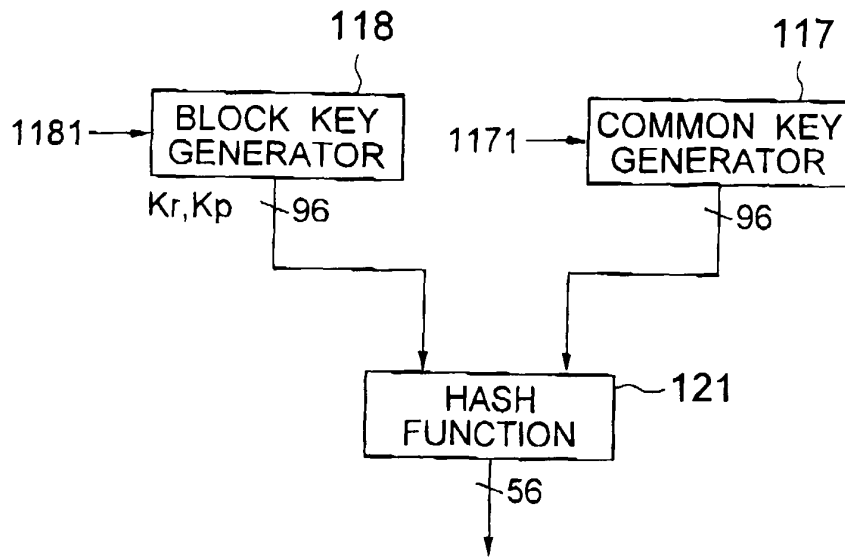 118
117
1181
BLOCK KEY
GENERATOR
1171
COMMON KEY
GENERATOR
Kr,Kp
96
96
HASH
FUNCTION
121
56